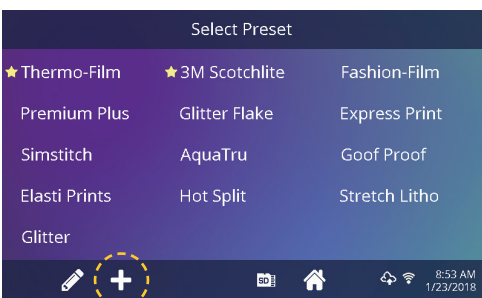 Select Preset
Thermo-Film 3M Scotchlite Fashion-Film
Premium Plus Glitter Flake Express Print
Simstitch AquaTru Goof Proof
Elasti Prints Hot Split Stretch Litho
Glitter
SD 8:53 AM
1/23/2018